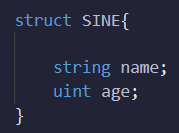 struct SINE{
string name;
uint age;
}